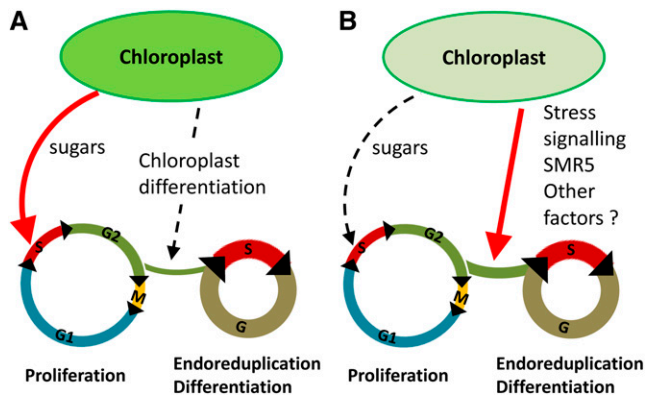 A
Chloroplast
sugars
Chloroplast
differentiation
S
G2
M
G1
S
G
Proliferation
Endoreduplication
Differentiation
B
Chloroplast
sugars
Stress
signalling
SMR5
Other
factors ?
S
G2
M
G1
S
G
Proliferation
Endoreduplication
Differentiation